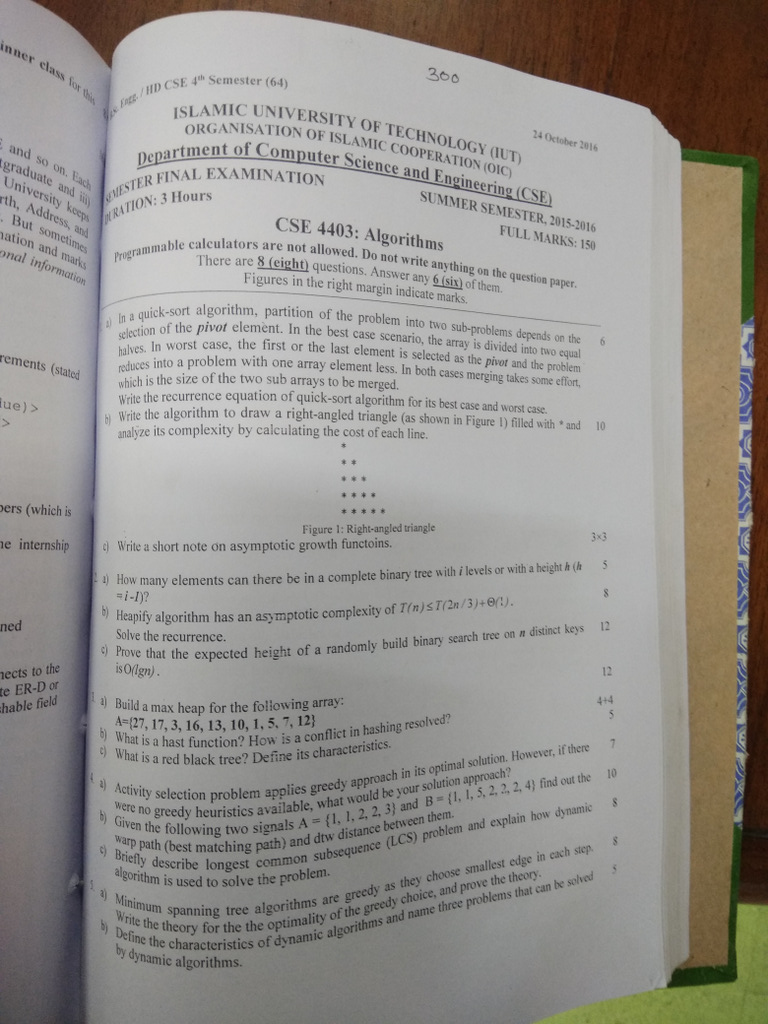 inner class for this
E and so on. Each
tgraduate and iii)
University keeps
rth, Address, and
. But sometimes
nation and marks
onal information
rements (stated
lue) >
>
pers (which is
ne internship
ned
nects to the
te ER-D or
shable field
300
Engg. / HD CSE 4th Semester (64)
24 October 2016
ISLAMIC UNIVERSITY OF TECHNOLOGY (IUT)
ORGANISATION OF ISLAMIC COOPERATION (OIC)
Department of Computer Science and Engineering (CSE)
SEMESTER FINAL EXAMINATION
SUMMER SEMESTER, 2015-2016
DURATION: 3 Hours
FULL MARKS: 150
CSE 4403: Algorithms
Programmable calculators are not allowed. Do not write anything on the question paper.
There are 8 (eight) questions. Answer any 6 (six) of them.
Figures in the right margin indicate marks.
a) In a quick-sort algorithm, partition of the problem into two sub-problems depends on the 6
selection of the pivot element. In the best case scenario, the array is divided into two equal
halves. In worst case, the first or the last element is selected as the pivot and the problem
reduces into a problem with one array element less. In both cases merging takes some effort,
which is the size of the two sub arrays to be merged.
Write the recurrence equation of quick-sort algorithm for its best case and worst case.
b) Write the algorithm to draw a right-angled triangle (as shown in Figure 1) filled with * and 10
analyze its complexity by calculating the cost of each line.
*
* *
* * *
* * * *
* * * * *
Figure 1: Right-angled triangle
c) Write a short note on asymptotic growth functoins. 3×3
2. a) How many elements can there be in a complete binary tree with i levels or with a height h (h 5
=i-1)?
b) Heapify algorithm has an asymptotic complexity of T(n)≤T(2n/3)+Θ(1). 8
Solve the recurrence.
c) Prove that the expected height of a randomly build binary search tree on n distinct keys 12
is O(lgn).
3. a) Build a max heap for the following array: 12
A={27, 17, 3, 16, 13, 10, 1, 5, 7, 12}
b) What is a hast function? How is a conflict in hashing resolved? 4+4
c) What is a red black tree? Define its characteristics. 5
4. a) Activity selection problem applies greedy approach in its optimal solution. However, if there 7
were no greedy heuristics available, what would be your solution approach?
b) Given the following two signals A = {1, 1, 2, 2, 3} and B = {1, 1, 5, 2, 2, 2, 4} find out the 10
warp path (best matching path) and dtw distance between them.
c) Briefly describe longest common subsequence (LCS) problem and explain how dynamic 8
algorithm is used to solve the problem.
5. a) Minimum spanning tree algorithms are greedy as they choose smallest edge in each step. 8
Write the theory for the the optimality of the greedy choice, and prove the theory.
b) Define the characteristics of dynamic algorithms and name three problems that can be solved 5
by dynamic algorithms.